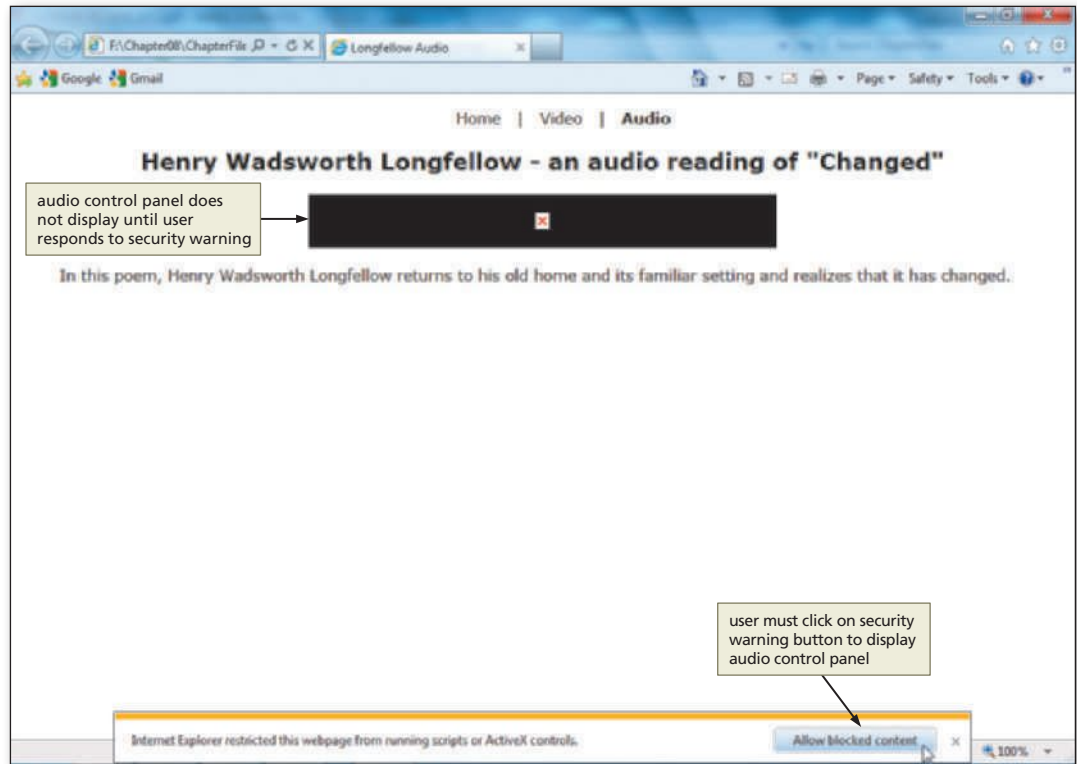 F:\Chapter08\ChapterFile
Longfellow Audio
Google Gmail
Page Safety Tools
Home | Video | Audio
Henry Wadsworth Longfellow - an audio reading of "Changed"
audio control panel does
not display until user
responds to security warning
In this poem, Henry Wadsworth Longfellow returns to his old home and its familiar setting and realizes that it has changed.
user must click on security
warning button to display
audio control panel
Internet Explorer restricted this webpage from running scripts or ActiveX controls.
Allow blocked content
100%